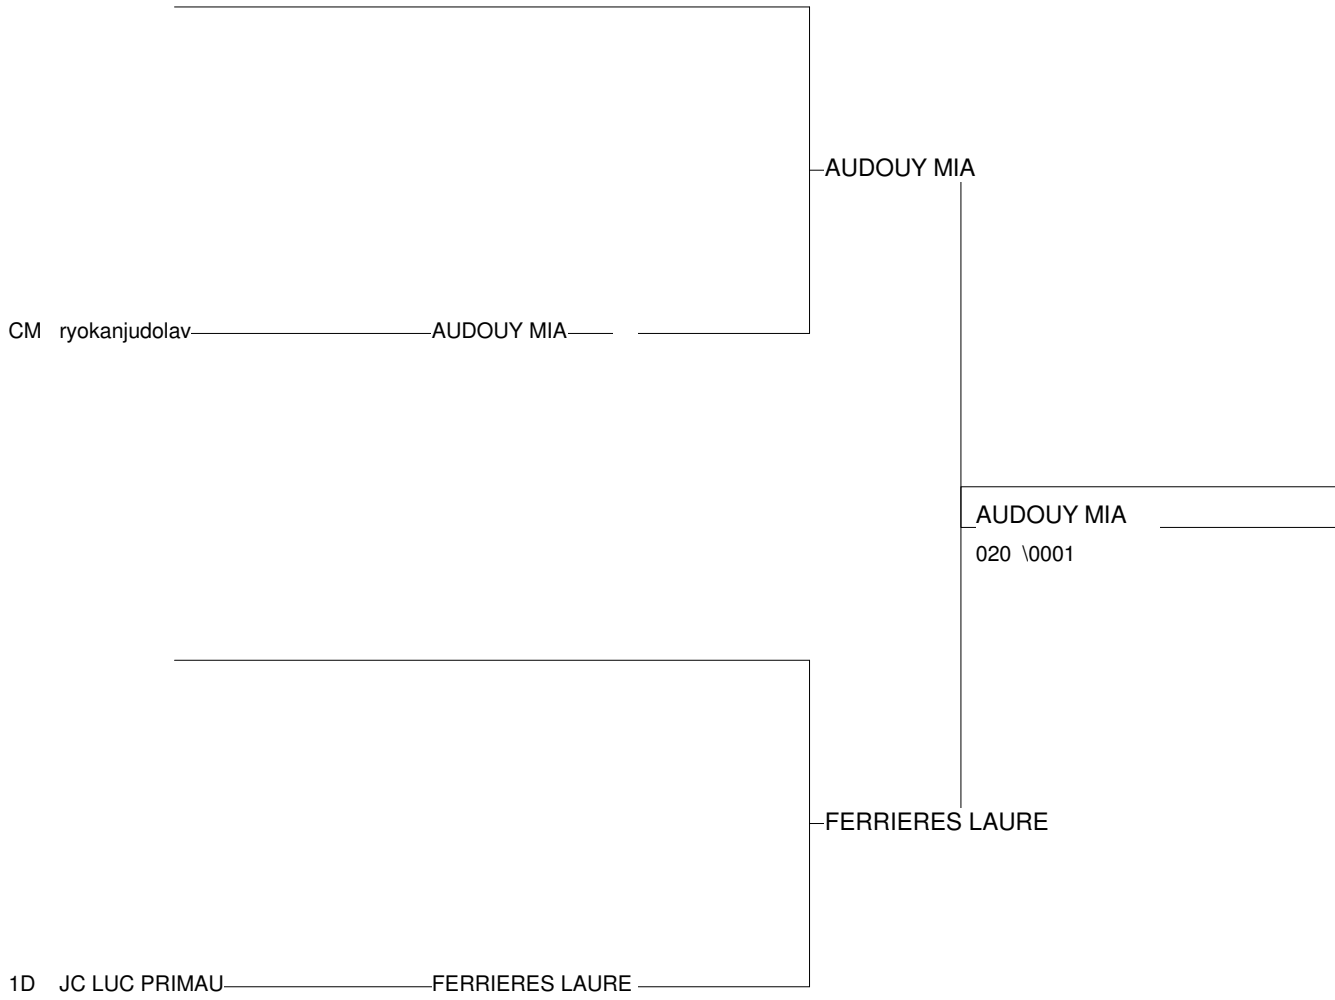 AUDOUY MIA
CM ryokanjudolav AUDOUY MIA
AUDOUY MIA
020 \0001
FERRIERES LAURE
1D JC LUC PRIMAU FERRIERES LAURE